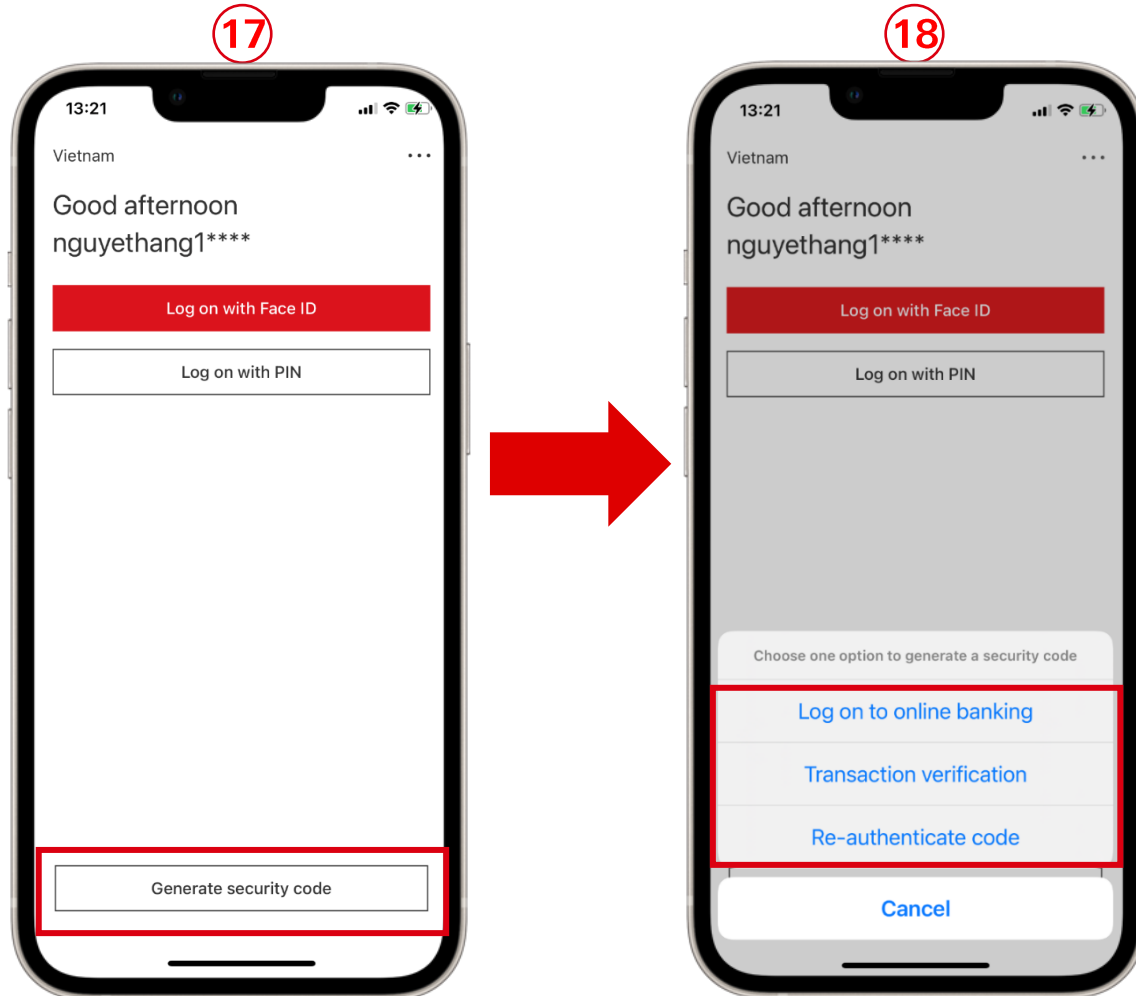 17
13:21
Vietnam
Good afternoon
nguyethang1****
Log on with Face ID
Log on with PIN
Generate security code
18
13:21
Vietnam
Good afternoon
nguyethang1****
Log on with Face ID
Log on with PIN
Choose one option to generate a security code
Log on to online banking
Transaction verification
Re-authenticate code
Cancel